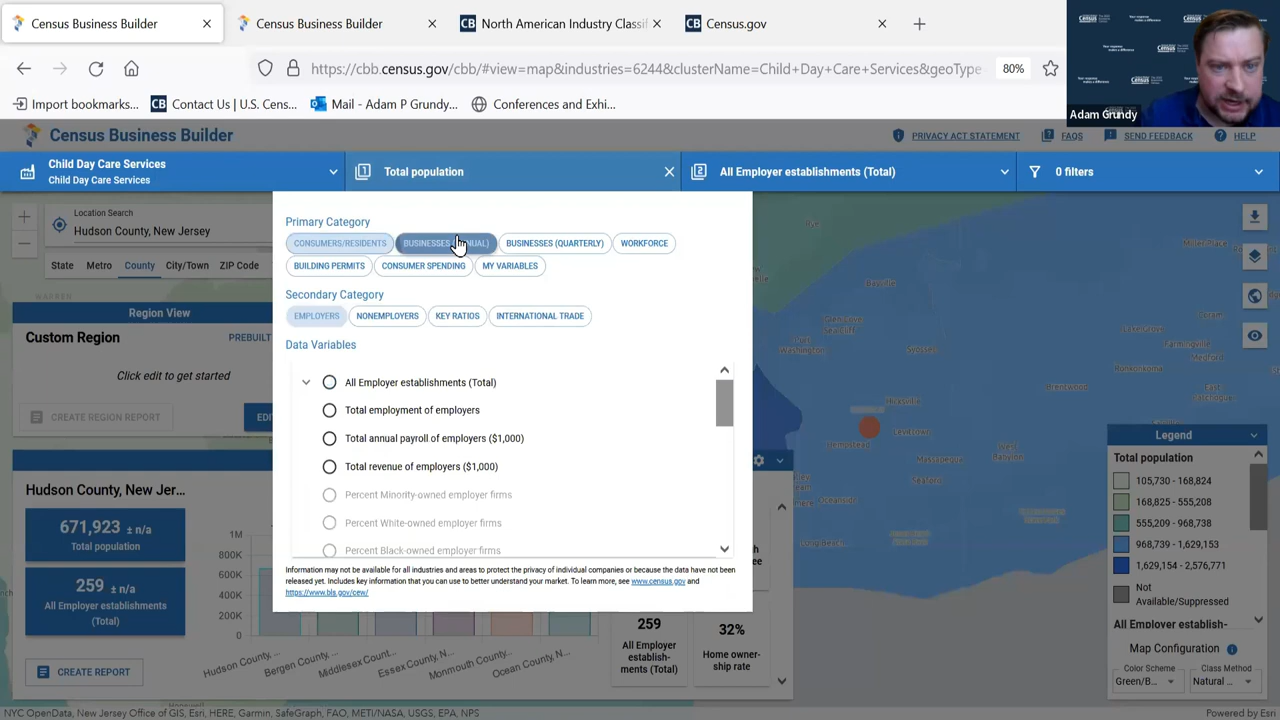 Census Business Builder
Census Business Builder
North American Industry Classif
Census.gov
https://cbb.census.gov/cbb/#view=map&industries=6244&clustername=Child+Day+Care+Services&geoType
80%
Import bookmarks...
Contact Us | U.S. Cens...
Mail - Adam P Grundy...
Conferences and Exhi...
Adam Grundy
Census Business Builder
PRIVACY ACT STATEMENT
FAQS
SEND FEEDBACK
HELP
Child Day Care Services
Child Day Care Services
Total population
All Employer establishments (Total)
0 filters
Location Search
Hudson County, New Jersey
State Metro County City/Town ZIP Code
Region View
Custom Region
PREBUILT
Click edit to get started
CREATE REGION REPORT
Hudson County, New Jer...
671,923 ± n/a
Total population
259 ± n/a
All Employer establishments
(Total)
CREATE REPORT
Primary Category
CONSUMERS/RESIDENTS
BUSINESSES (QUARTERLY)
WORKFORCE
BUILDING PERMITS
CONSUMER SPENDING
MY VARIABLES
Secondary Category
EMPLOYERS
NONEMPLOYERS
KEY RATIOS
INTERNATIONAL TRADE
Data Variables
All Employer establishments (Total)
Total employment of employers
Total annual payroll of employers ($1,000)
Total revenue of employers ($1,000)
Percent Minority-owned employer firms
Percent White-owned employer firms
Percent Black-owned employer firms
Information may not be available for all industries and areas to protect the privacy of individual companies or because the data have not been
released yet. Includes key information that you can use to better understand your market. To learn more, see www.census.gov and
https://www.bls.gov/cew/
1M
800K
600K
400K
200K
0
Hudson County, ...
Bergen County, ...
Middlesex Count...
Essex County, N...
Monmouth County...
Ocean County, N...
259
All Employer
establish-
ments (Total)
32%
Home owner-
ship rate
Legend
Total population
105,730 - 168,824
168,825 - 555,208
555,209 - 968,738
968,739 - 1,629,153
1,629,154 - 2,576,771
Not
Available/Suppressed
All Employer establish-
Map Configuration
Color Scheme
Green/B...
Class Method
Natural ...
NYC OpenData, New Jersey Office of GIS, Esri, HERE, Garmin, SafeGraph, FAO, METI/NASA, USGS, EPA, NPS
Powered by Esri